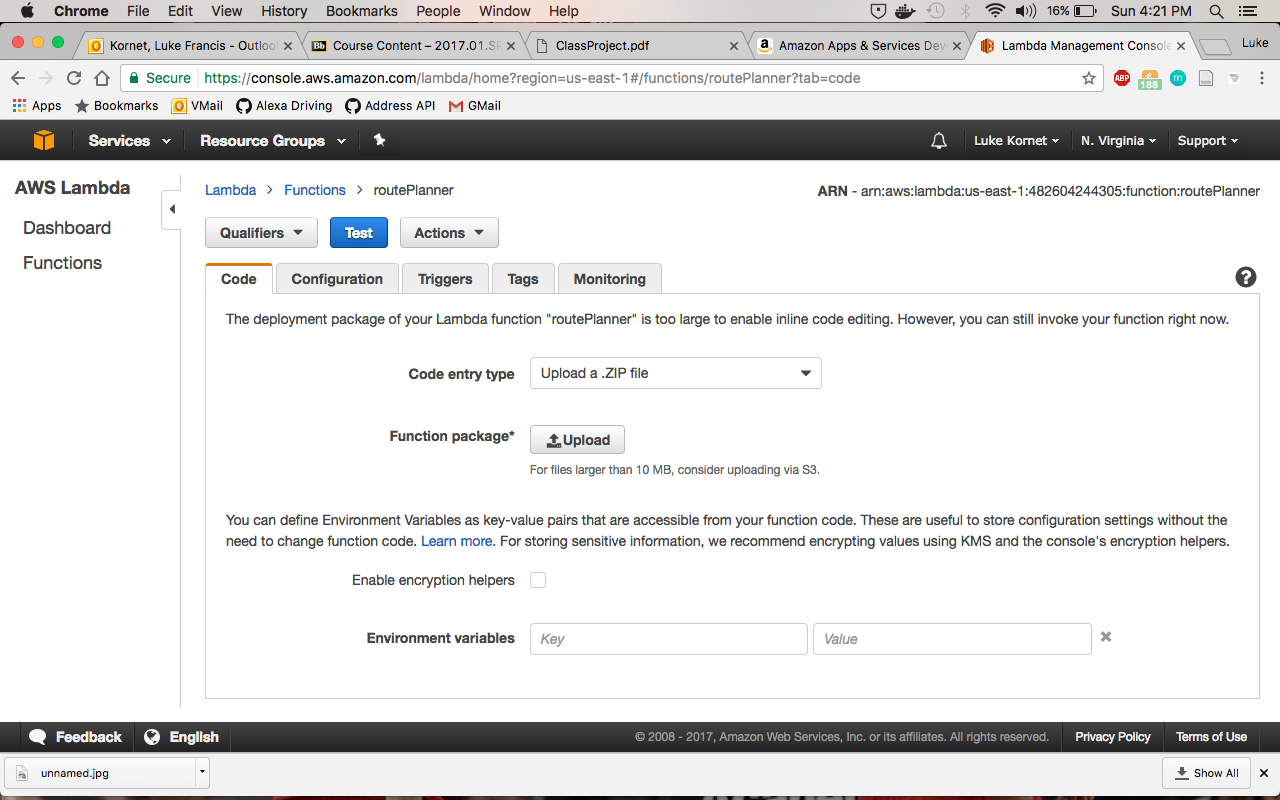 Chrome File Edit View History Bookmarks People Window Help 16% Sun 4:21 PM
Kornet, Luke Francis - Outloo
Bb Course Content – 2017.01.SP
ClassProject.pdf
a Amazon Apps & Services Dev
Lambda Management Console
Luke
Secure https://console.aws.amazon.com/lambda/home?region=us-east-1#/functions/routePlanner?tab=code ABP 188 m
Apps Bookmarks VMail Alexa Driving Address API GMail
Services Resource Groups Luke Kornet N. Virginia Support
AWS Lambda
Dashboard
Functions
Lambda > Functions > routePlanner
ARN - arn:aws:lambda:us-east-1:482604244305:function:routePlanner
Qualifiers Test Actions
Code Configuration Triggers Tags Monitoring ?
The deployment package of your Lambda function "routePlanner" is too large to enable inline code editing. However, you can still invoke your function right now.
Code entry type Upload a .ZIP file
Function package* Upload
For files larger than 10 MB, consider uploading via S3.
You can define Environment Variables as key-value pairs that are accessible from your function code. These are useful to store configuration settings without the
need to change function code. Learn more. For storing sensitive information, we recommend encrypting values using KMS and the console's encryption helpers.
Enable encryption helpers
Environment variables Key Value
Feedback English © 2008 - 2017, Amazon Web Services, Inc. or its affiliates. All rights reserved. Privacy Policy Terms of Use
unnamed.jpg Show All